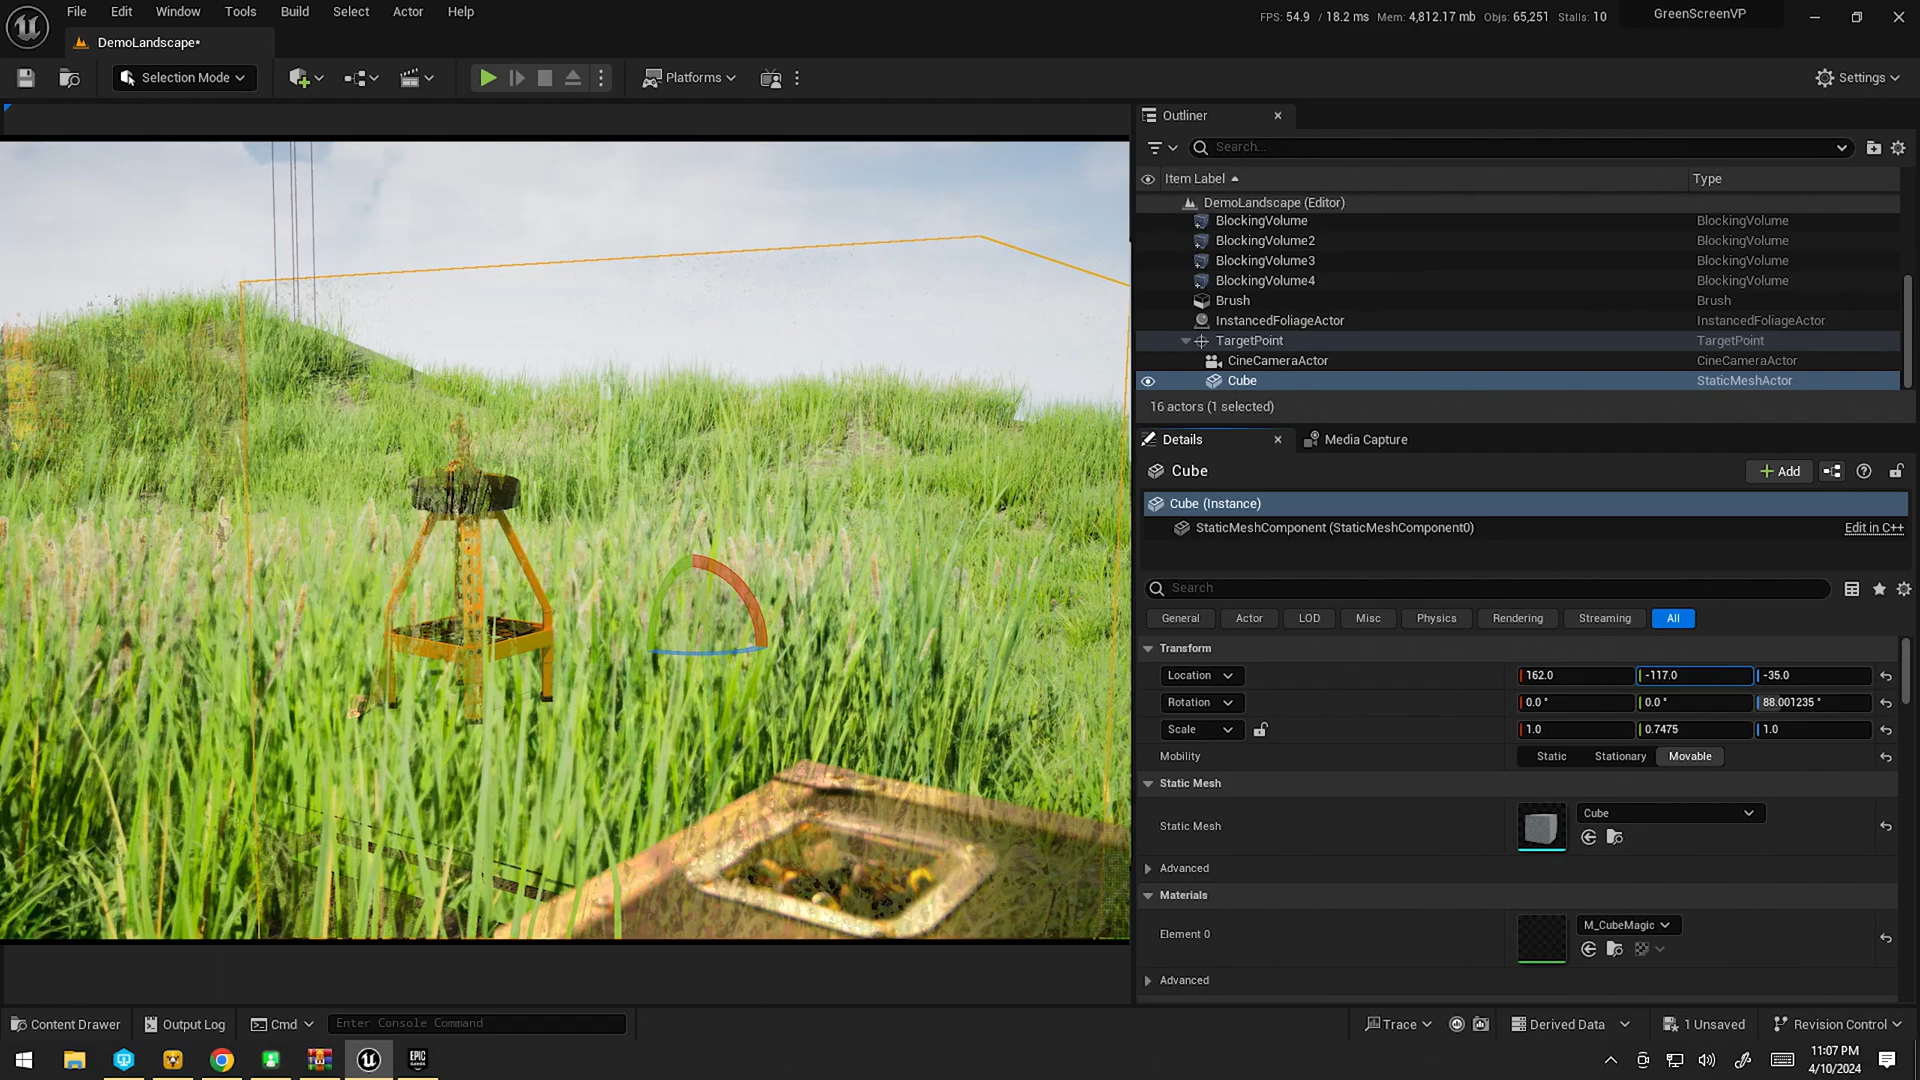 File Edit Window Tools Build Select Actor Help
FPS: 54.9 / 18.2 ms Mem: 4,812.17 mb Objs: 65,251 Stalls: 10
GreenScreenVP
DemoLandscape*
Selection Mode
Platforms
Settings
Outliner
Search...
Item Label
Type
DemoLandscape (Editor)
BlockingVolume BlockingVolume
BlockingVolume2 BlockingVolume
BlockingVolume3 BlockingVolume
BlockingVolume4 BlockingVolume
Brush Brush
InstancedFoliageActor InstancedFoliageActor
TargetPoint TargetPoint
CineCameraActor CineCameraActor
Cube StaticMeshActor
16 actors (1 selected)
Details
Media Capture
Cube
Add
Cube (Instance)
StaticMeshComponent (StaticMeshComponent0) Edit in C++
Search
General Actor LOD Misc Physics Rendering Streaming All
Transform
Location 162.0 -117.0 -35.0
Rotation 0.0 ° 0.0 ° 88.001235 °
Scale 1.0 0.7475 1.0
Mobility Static Stationary Movable
Static Mesh
Cube
Static Mesh
Advanced
Materials
M_CubeMagic
Element 0
Advanced
Content Drawer Output Log Cmd Enter Console Command Trace Derived Data 1 Unsaved Revision Control
EPIC
GAMES
11:07 PM
4/10/2024